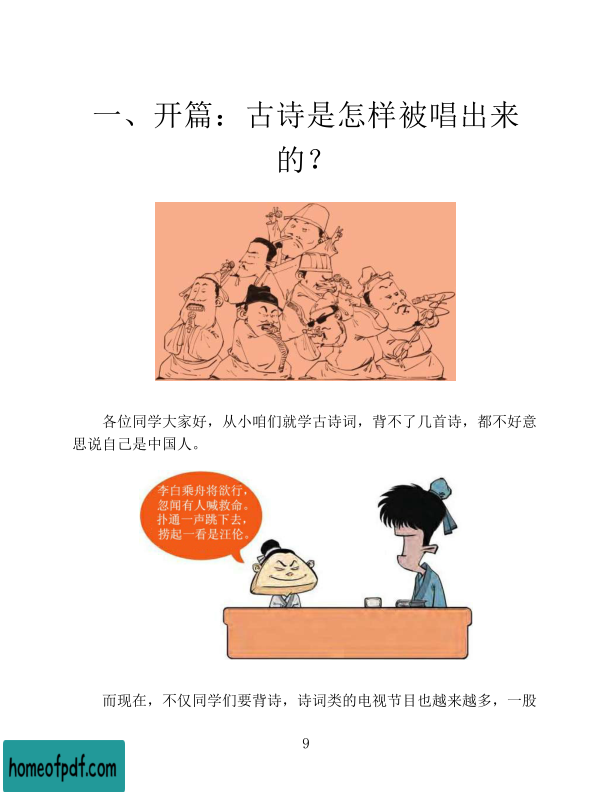 一、开篇：古诗是怎样被唱出来
的？
各位同学大家好，从小咱们就学古诗词，背不了几首诗，都不好意
思说自己是中国人。
李白乘舟将欲行，
忽闻有人喊救命。
扑通一声跳下去，
捞起一看是汪伦。
而现在，不仅同学们要背诗，诗词类的电视节目也越来越多，一股
9
homeofpdf.com